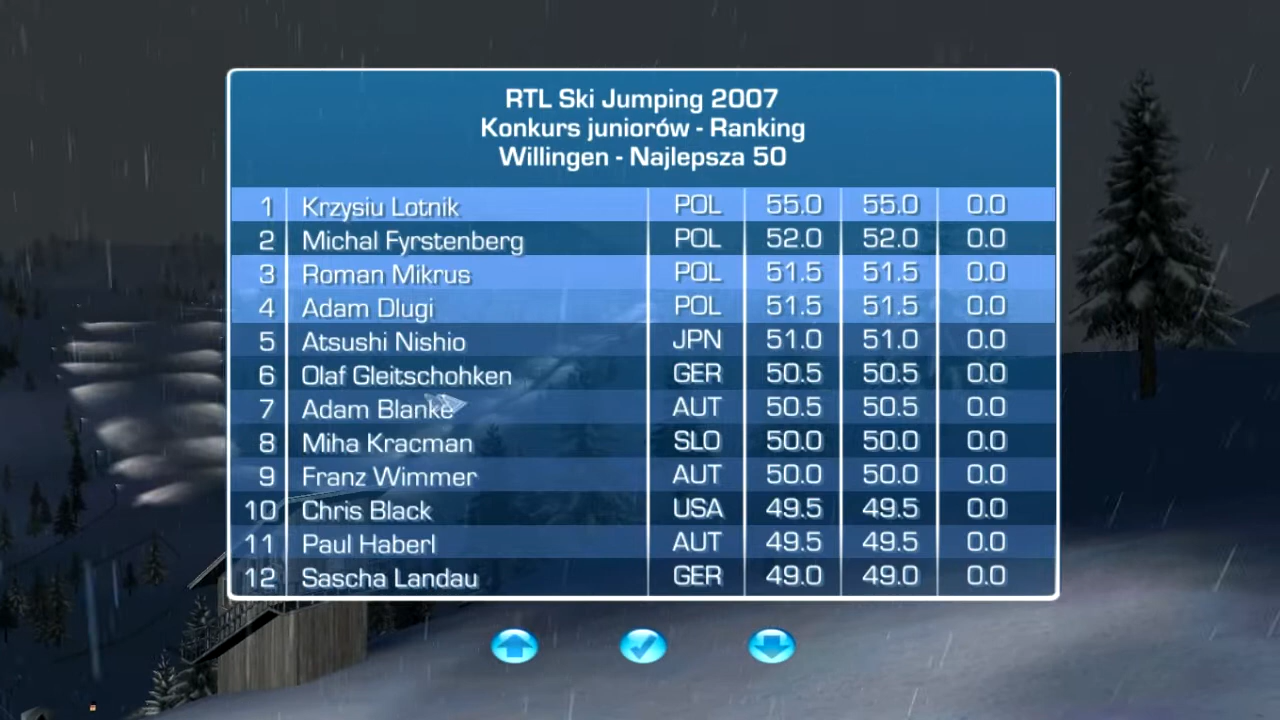 RTL Ski Jumping 2007
Konkurs juniorów - Ranking
Willingen - Najlepsza 50
1 Krzysiu Lotnik POL 55.0 55.0 0.0
2 Michal Fyrstenberg POL 52.0 52.0 0.0
3 Roman Mikrus POL 51.5 51.5 0.0
4 Adam Dlugi POL 51.5 51.5 0.0
5 Atsushi Nishio JPN 51.0 51.0 0.0
6 Olaf Gleitschohken GER 50.5 50.5 0.0
7 Adam Blanke AUT 50.5 50.5 0.0
8 Miha Kracman SLO 50.0 50.0 0.0
9 Franz Wimmer AUT 50.0 50.0 0.0
10 Chris Black USA 49.5 49.5 0.0
11 Paul Haberl AUT 49.5 49.5 0.0
12 Sascha Landau GER 49.0 49.0 0.0